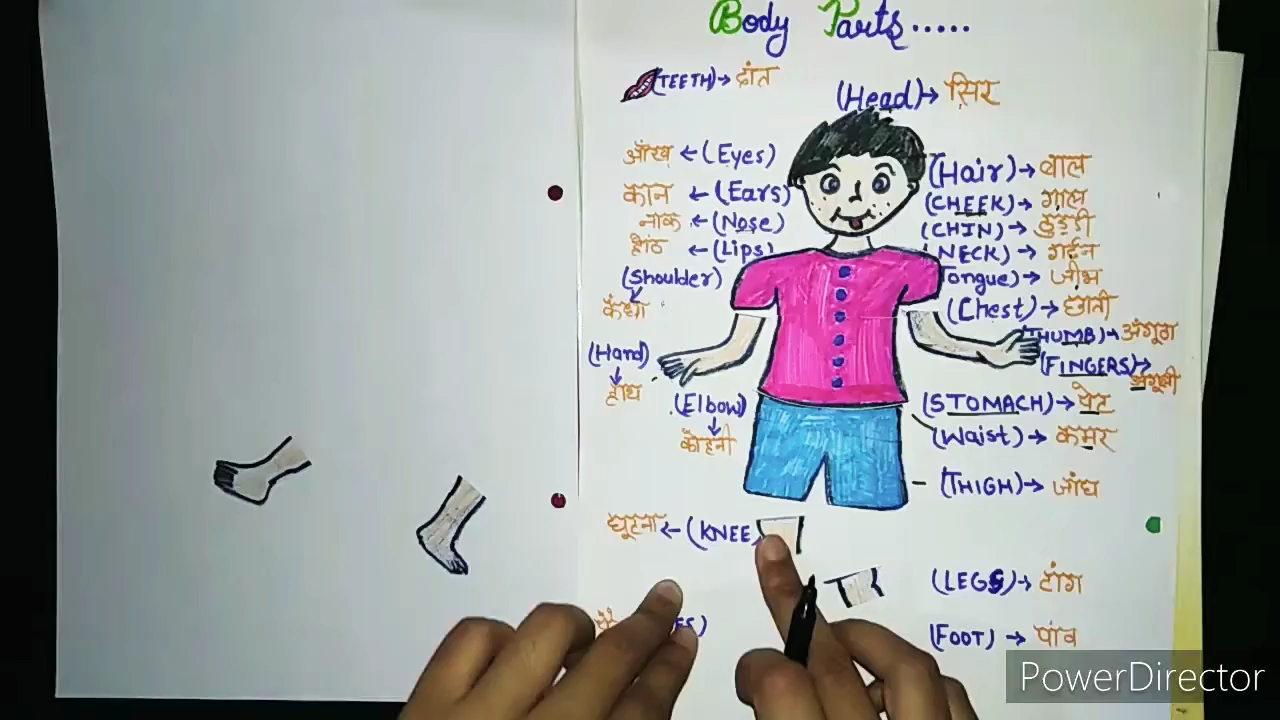 Body Parts.....
(TEETH)→ दांत
(Head)→ सिर
आँख ←(Eyes)
(Hair)→ बाल
कान ←(Ears)
(CHEEK)→ गाल
नाक ←(Nose)
(CHIN)→ ठुड्डी
होंठ ←(Lips)
(NECK)→ गर्दन
(Shoulder)
कँधा
ongue)→ जीभ
(Chest)→ छाती
THUMB)→ अंगूठा
(Hand)
हाथ
(FINGERS)→
अंगूली
(Elbow)
कोहनी
(STOMACH)→ पेट
(Waist)→ कमर
(THIGH)→ जांघ
घूटना←(KNEE)
(LEGS)→ टांग
(FOOT)→ पांव
PowerDirector